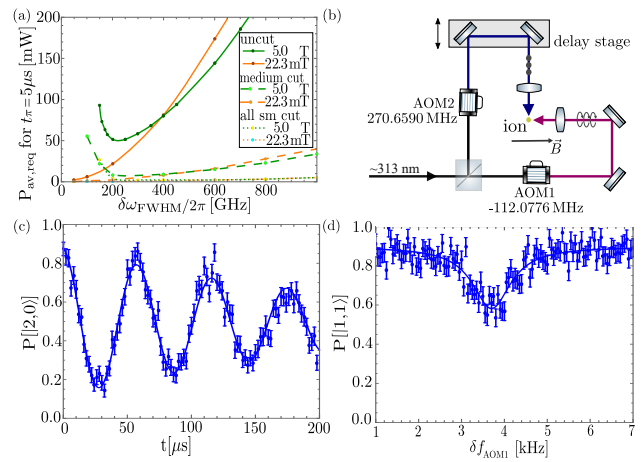 (a)
P_av,req for t_π=5μs [mW]
200
150
100
50
0
0 200 400 600 800
δω_FWHM/2π [GHz]
uncut
5.0 T
22.3mT
medium cut
5.0 T
22.3mT
all sm cut
5.0 T
22.3mT
(b)
delay stage
AOM2
270.6590 MHz
ion
B⃗
~313 nm
AOM1
-112.0776 MHz
(c)
P[|2,0⟩]
1.0
0.8
0.6
0.4
0.2
0.0
0 50 100 150 200
t[μs]
(d)
P[|1,1⟩]
1.0
0.8
0.6
0.4
0.2
0.0
1 2 3 4 5 6 7
δf_AOM1 [kHz]